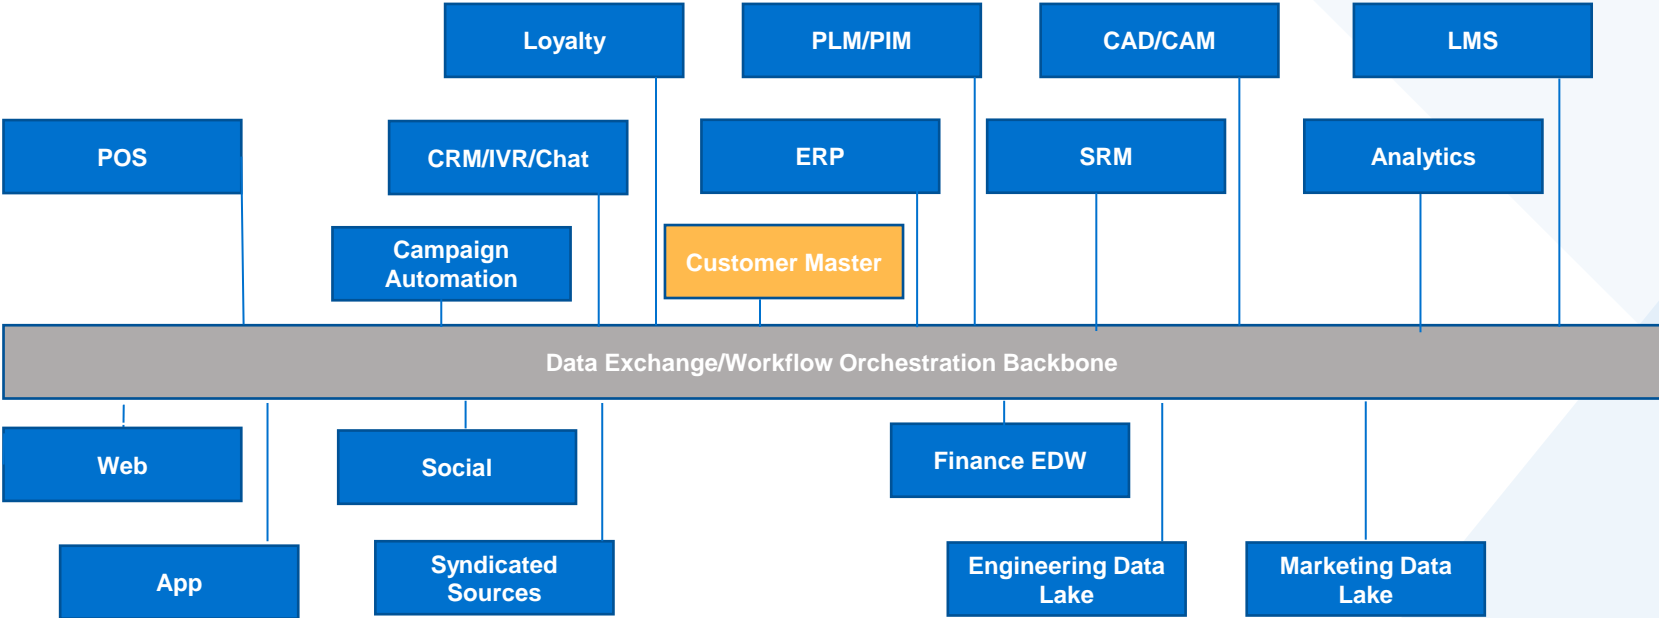 Loyalty
PLM/PIM
CAD/CAM
LMS
POS
CRM/IVR/Chat
ERP
SRM
Analytics
Campaign
Automation
Customer Master
Data Exchange/Workflow Orchestration Backbone
Web
Social
Finance EDW
App
Syndicated
Sources
Engineering Data
Lake
Marketing Data
Lake